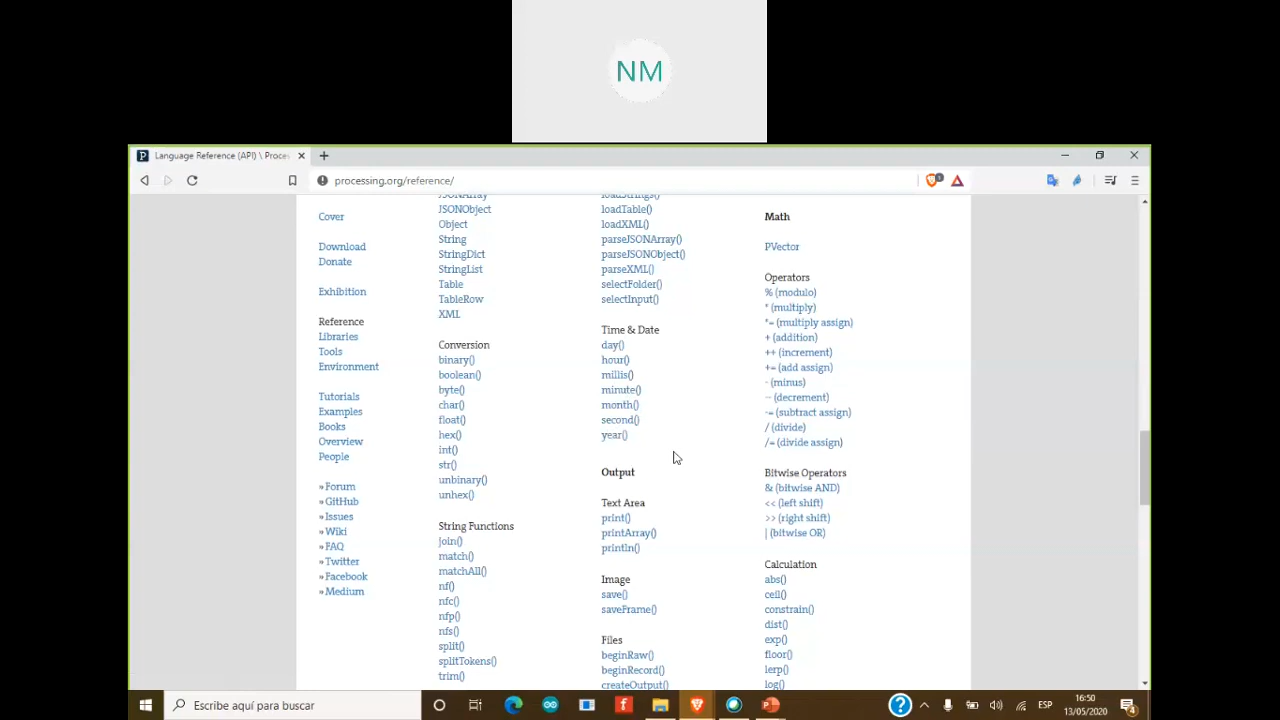 NM
Language Reference (API) \ Proce
processing.org/reference/
1
Cover
Download
Donate
Exhibition
Reference
Libraries
Tools
Environment
Tutorials
Examples
Books
Overview
People
» Forum
» GitHub
» Issues
» Wiki
» FAQ
» Twitter
» Facebook
» Medium
JSONArray
JSONObject
Object
String
StringDict
StringList
Table
TableRow
XML
Conversion
binary()
boolean()
byte()
char()
float()
hex()
int()
str()
unbinary()
unhex()
String Functions
join()
match()
matchAll()
nf()
nfc()
nfp()
nfs()
split()
splitTokens()
trim()
loadStrings()
loadTable()
loadXML()
parseJSONArray()
parseJSONObject()
parseXML()
selectFolder()
selectInput()
Time & Date
day()
hour()
millis()
minute()
month()
second()
year()
Output
Text Area
print()
printArray()
println()
Image
save()
saveFrame()
Files
beginRaw()
beginRecord()
createOutput()
Math
PVector
Operators
% (modulo)
* (multiply)
*= (multiply assign)
+ (addition)
++ (increment)
+= (add assign)
- (minus)
-- (decrement)
-= (subtract assign)
/ (divide)
/= (divide assign)
Bitwise Operators
& (bitwise AND)
<< (left shift)
>> (right shift)
| (bitwise OR)
Calculation
abs()
ceil()
constrain()
dist()
exp()
floor()
lerp()
log()
Escribe aquí para buscar
ESP
16:50
13/05/2020
4